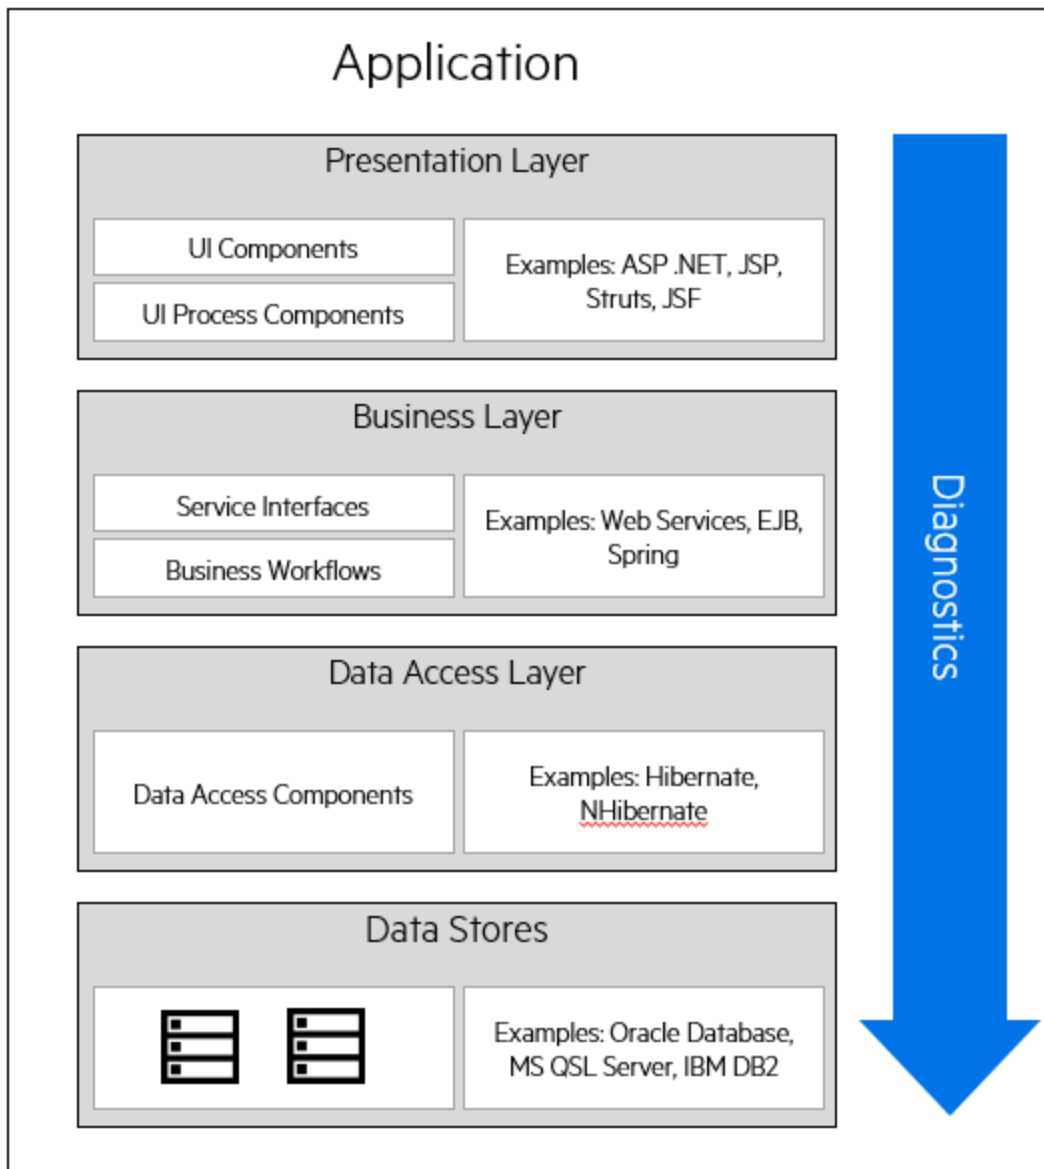 Application
Presentation Layer
UI Components
UI Process Components
Examples: ASP .NET, JSP,
Struts, JSF
Business Layer
Service Interfaces
Business Workflows
Examples: Web Services, EJB,
Spring
Data Access Layer
Data Access Components
Examples: Hibernate,
NHibernate
Data Stores
Examples: Oracle Database,
MS QSL Server, IBM DB2
Diagnostics